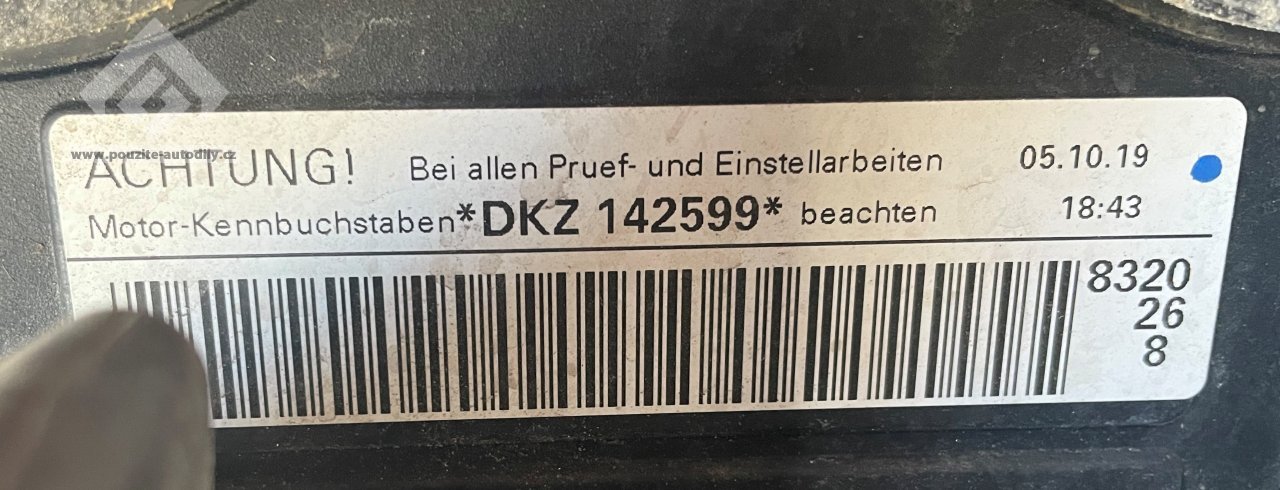 www.pouzite-autodily.cz
ACHTUNG! Bei allen Pruef- und Einstellarbeiten 05.10.19
Motor-Kennbuchstaben *DKZ 142599* beachten 18:43
8320
26
8